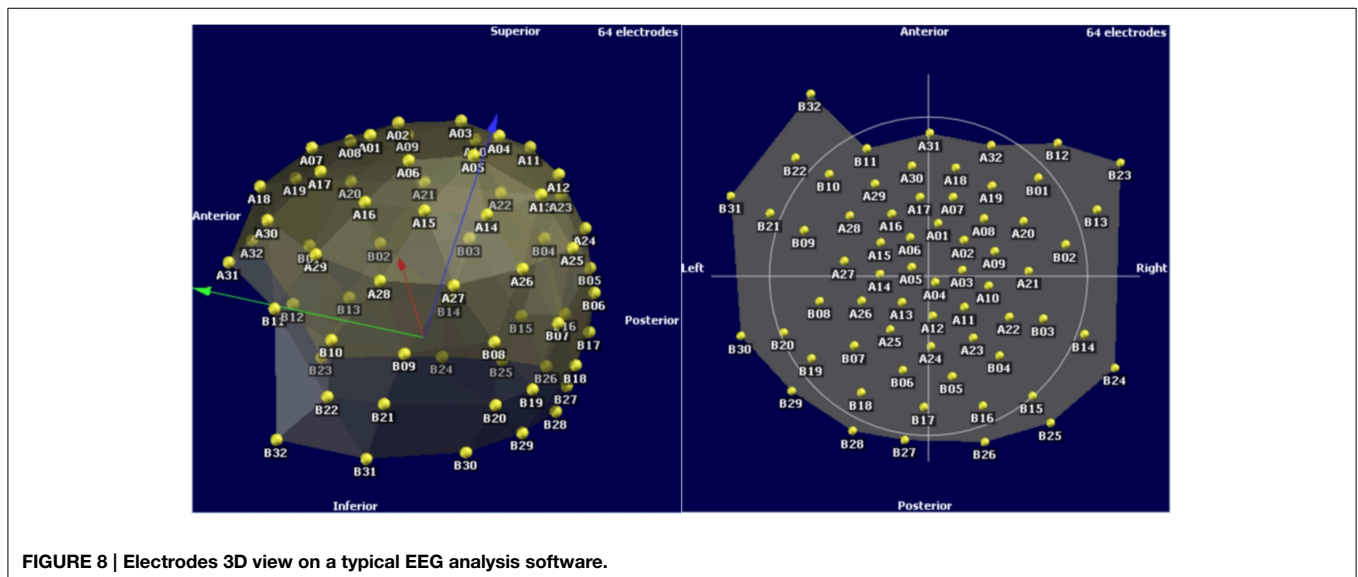 Superior 64 electrodes
A02 A03
A01 A09 A04
A08 A10
A07 A05 A11
A06
A19 A17 A20 A21 A12
A18 A22 A13 A23
A16 A15 A14
Anterior
A30 A24
A32 B03 B04 A25
A31 B01 A29 B02 A26 B05
A28 A27 B06
B11 B12 B13 B14
Posterior
B15 B16 B07 B17
B10 B09 B08
B23 B24 B25 B26 B18
B22 B21 B20 B19 B27
B28
B32 B29
B31 B30
Inferior
Anterior 64 electrodes
B32
A31
B11 A32 B12
B22 B23
B10 A30 A18 B01
A29 A19
B31 A17 A07
B21 A28 A16 A08 A20 B13
B09 A06 A01
A15 A02 B02
A09
Left A27 A05 Right
A14 A04 A03 A21
A10
B08 A26 A13 A11
A12 A22 B03
B30 B20 A25 A23 B14
B07 A24
B19 B04
B06 B05 B24
B29 B18
B17 B16 B15
B28 B27 B26 B25
Posterior
FIGURE 8 | Electrodes 3D view on a typical EEG analysis software.